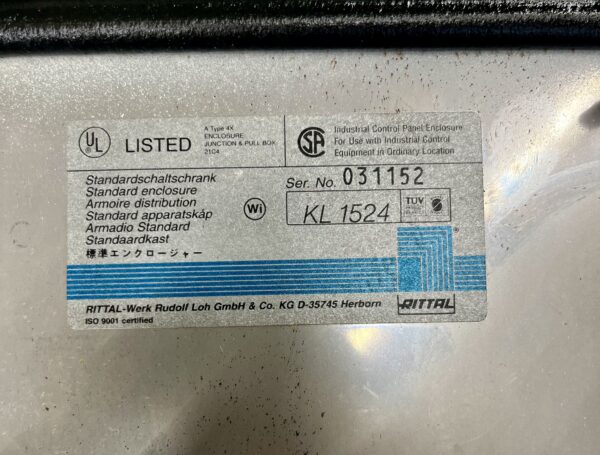 UL
LISTED
A Type 4X
ENCLOSURE
JUNCTION & PULL BOX
21C4
SA
Industrial Control Panel Enclosure
For Use with Industrial Control
Equipment in Ordinary Location
Standardschaltschrank
Standard enclosure
Armoire distribution
Standard apparatskåp
Armadio Standard
Standaardkast
標準エンクロージャー
Wi
Ser. No. 031152
KL 1524
TÜV
RITTAL-Werk Rudolf Loh GmbH & Co. KG D-35745 Herborn
ISO 9001 certified
RITTAL